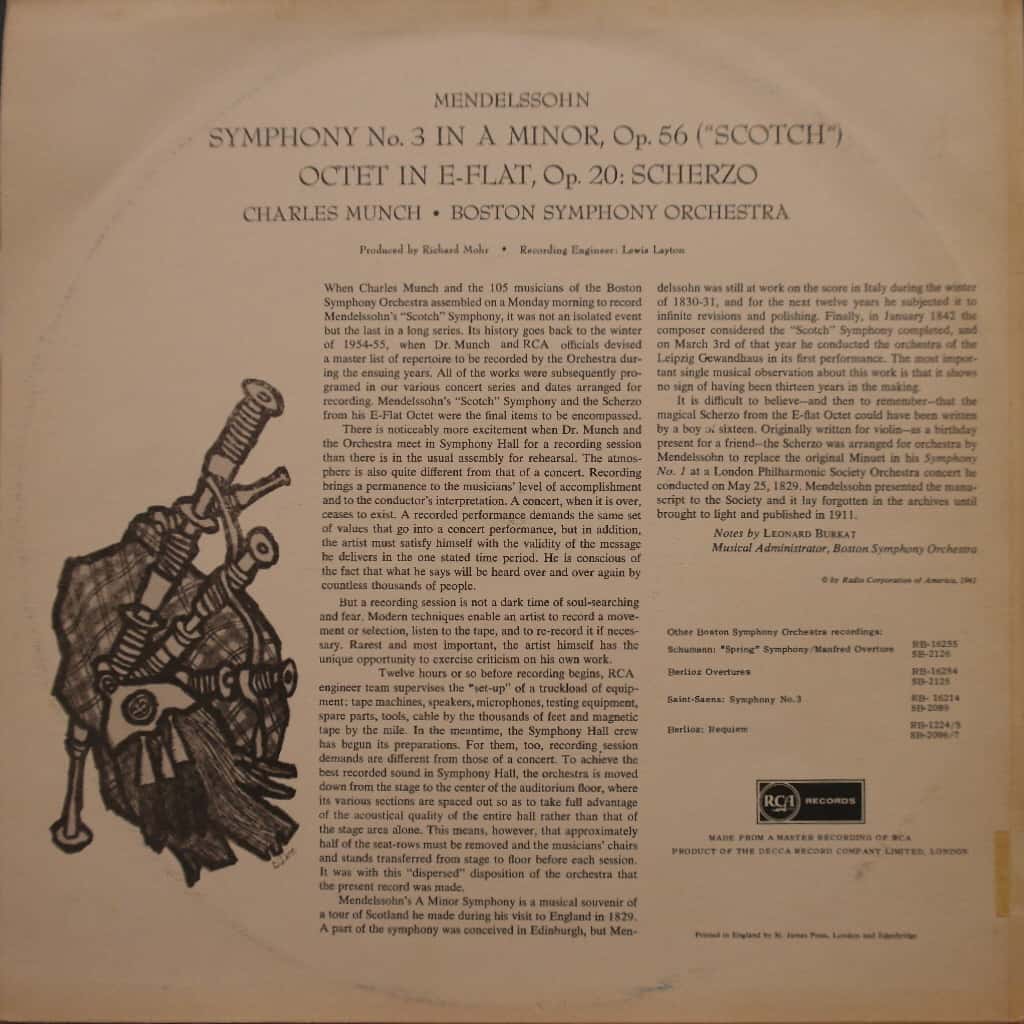 MENDELSSOHN
SYMPHONY No. 3 IN A MINOR, Op. 56 ("SCOTCH")
OCTET IN E-FLAT, Op. 20: SCHERZO
CHARLES MUNCH • BOSTON SYMPHONY ORCHESTRA
Produced by Richard Mohr • Recording Engineer: Lewis Layton
When Charles Munch and the 105 musicians of the Boston
Symphony Orchestra assembled on a Monday morning to record
Mendelssohn's "Scotch" Symphony, it was not an isolated event
but the last in a long series. Its history goes back to the winter
of 1954-55, when Dr. Munch and RCA officials devised
a master list of repertoire to be recorded by the Orchestra dur-
ing the ensuing years. All of the works were subsequently pro-
gramed in our various concert series and dates arranged for
recording. Mendelssohn's "Scotch" Symphony and the Scherzo
from his E-Flat Octet were the final items to be encompassed.
There is noticeably more excitement when Dr. Munch and
the Orchestra meet in Symphony Hall for a recording session
than there is in the usual assembly for rehearsal. The atmos-
phere is also quite different from that of a concert. Recording
brings a permanence to the musicians' level of accomplishment
and to the conductor's interpretation. A concert, when it is over,
ceases to exist. A recorded performance demands the same set
of values that go into a concert performance, but in addition,
the artist must satisfy himself with the validity of the message
he delivers in the one stated time period. He is conscious of
the fact that what he says will be heard over and over again by
countless thousands of people.
But a recording session is not a dark time of soul-searching
and fear. Modern techniques enable an artist to record a move-
ment or selection, listen to the tape, and to re-record it if neces-
sary. Rarest and most important, the artist himself has the
unique opportunity to exercise criticism on his own work.
Twelve hours or so before recording begins, RCA
engineer team supervises the "set-up" of a truckload of equip-
ment: tape machines, speakers, microphones, testing equipment,
spare parts, tools, cable by the thousands of feet and magnetic
tape by the mile. In the meantime, the Symphony Hall crew
has begun its preparations. For them, too, recording session
demands are different from those of a concert. To achieve the
best recorded sound in Symphony Hall, the orchestra is moved
down from the stage to the center of the auditorium floor, where
its various sections are spaced out so as to take full advantage
of the acoustical quality of the entire hall rather than that of
the stage area alone. This means, however, that approximately
half of the seat-rows must be removed and the musicians' chairs
and stands transferred from stage to floor before each session.
It was with this "dispersed" disposition of the orchestra that
the present record was made.
Mendelssohn's A Minor Symphony is a musical souvenir of
a tour of Scotland he made during his visit to England in 1829.
A part of the symphony was conceived in Edinburgh, but Men-
delssohn was still at work on the score in Italy during the winter
of 1830-31, and for the next twelve years he subjected it to
infinite revisions and polishing. Finally, in January 1842 the
composer considered the "Scotch" Symphony completed, and
on March 3rd of that year he conducted the orchestra of the
Leipzig Gewandhaus in its first performance. The most impor-
tant single musical observation about this work is that it shows
no sign of having been thirteen years in the making.
It is difficult to believe—and then to remember—that the
magical Scherzo from the E-flat Octet could have been written
by a boy of sixteen. Originally written for violin—as a birthday
present for a friend—the Scherzo was arranged for orchestra by
Mendelssohn to replace the original Minuet in his Symphony
No. 1 at a London Philharmonic Society Orchestra concert he
conducted on May 25, 1829. Mendelssohn presented the manu-
script to the Society and it lay forgotten in the archives until
brought to light and published in 1911.
Notes by LEONARD BURKAT
Musical Administrator, Boston Symphony Orchestra
© by Radio Corporation of America, 1961
Other Boston Symphony Orchestra recordings:
Schumann: "Spring" Symphony/Manfred Overture RB-16255
SB-2126
Berlioz Overtures RB-16254
SB-2125
Saint-Saens: Symphony No.3 RB- 16214
SB-2089
Berlioz: Requiem RB-1224/5
SB-2096/7
RCA RECORDS
MADE FROM A MASTER RECORDING OF RCA
PRODUCT OF THE DECCA RECORD COMPANY LIMITED, LONDON
Printed in England by St. James Press, London and Edenbridge